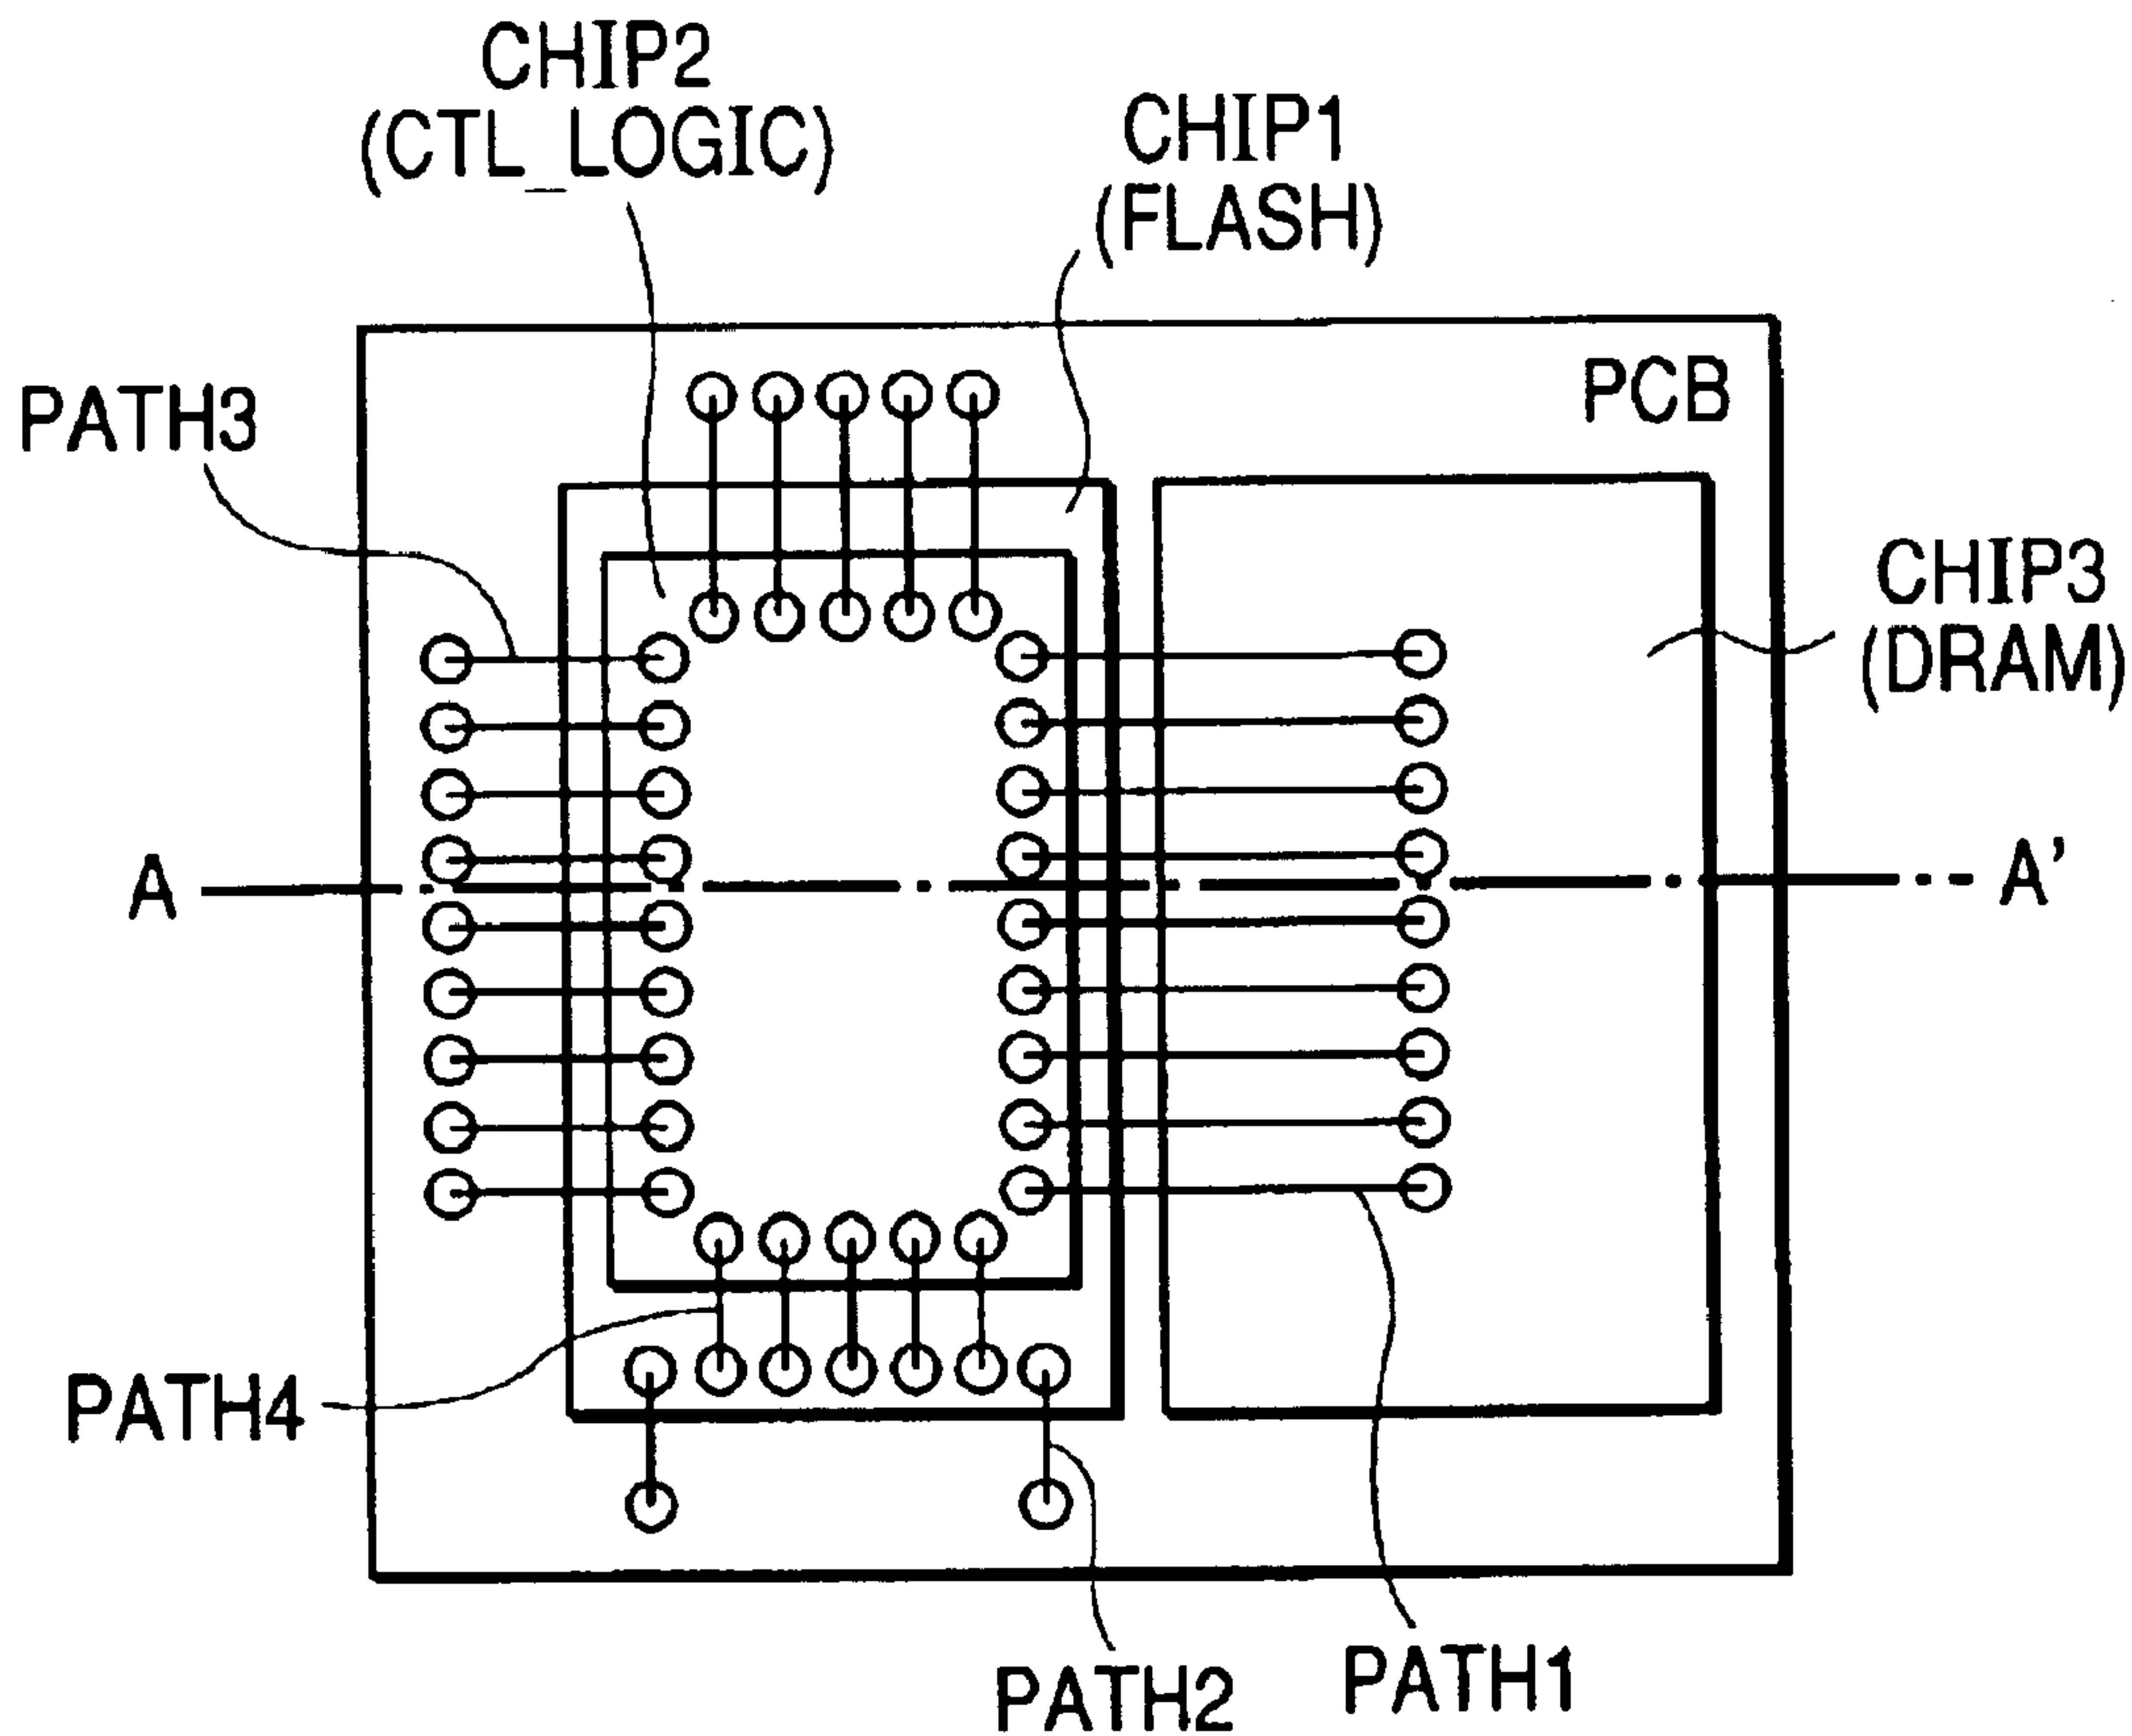 CHIP2
(CTL_LOGIC)
CHIP1
(FLASH)
PCB
PATH3
CHIP3
(DRAM)
A
A'
PATH4
PATH2
PATH1